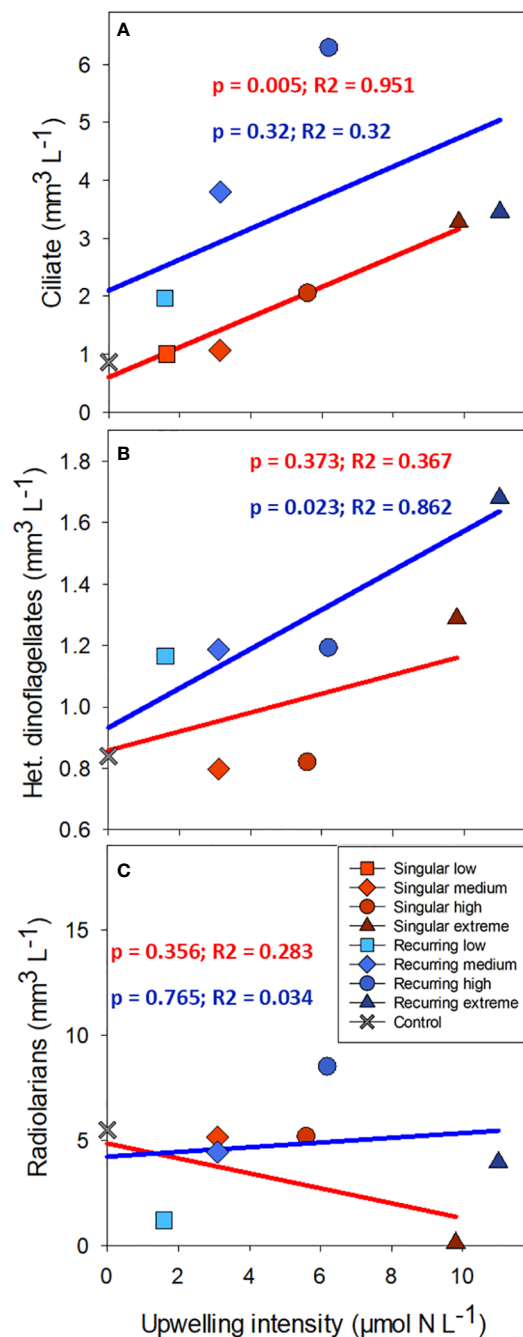 A
6
5
4
3
2
1
0
Ciliate (mm³ L⁻¹)
p = 0.005; R2 = 0.951
p = 0.32; R2 = 0.32
B
1.8
1.6
1.4
1.2
1.0
0.8
0.6
Het. dinoflagellates (mm³ L⁻¹)
p = 0.373; R2 = 0.367
p = 0.023; R2 = 0.862
C
15
10
5
0
Radiolarians (mm³ L⁻¹)
p = 0.356; R2 = 0.283
p = 0.765; R2 = 0.034
Singular low
Singular medium
Singular high
Singular extreme
Recurring low
Recurring medium
Recurring high
Recurring extreme
Control
0 2 4 6 8 10
Upwelling intensity (µmol N L⁻¹)